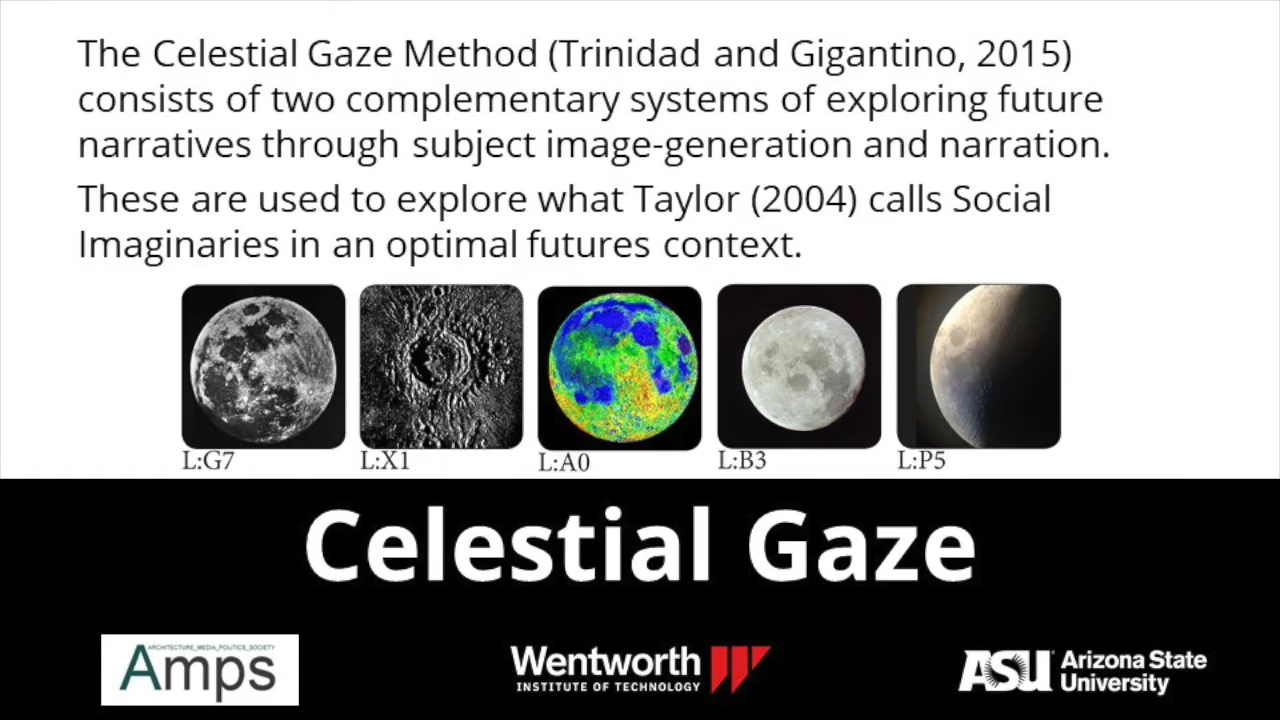 The Celestial Gaze Method (Trinidad and Gigantino, 2015)
consists of two complementary systems of exploring future
narratives through subject image-generation and narration.
These are used to explore what Taylor (2004) calls Social
Imaginaries in an optimal futures context.
L:G7
L:X1
L:A0
L:B3
L:P5
Celestial Gaze
ARCHITECTURE_MEDIA_POLITICS_SOCIETY
Amps
Wentworth
INSTITUTE OF TECHNOLOGY
ASU
Arizona State
University